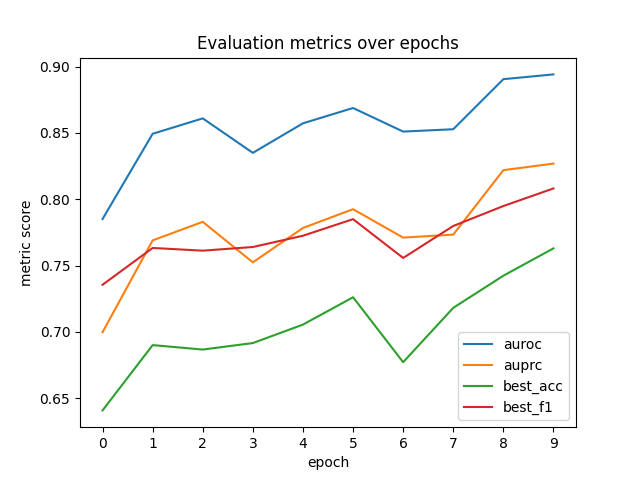 Evaluation metrics over epochs
0.90
0.85
0.80
0.75
0.70
0.65
metric score
0 1 2 3 4 5 6 7 8 9
epoch
auroc
auprc
best_acc
best_f1